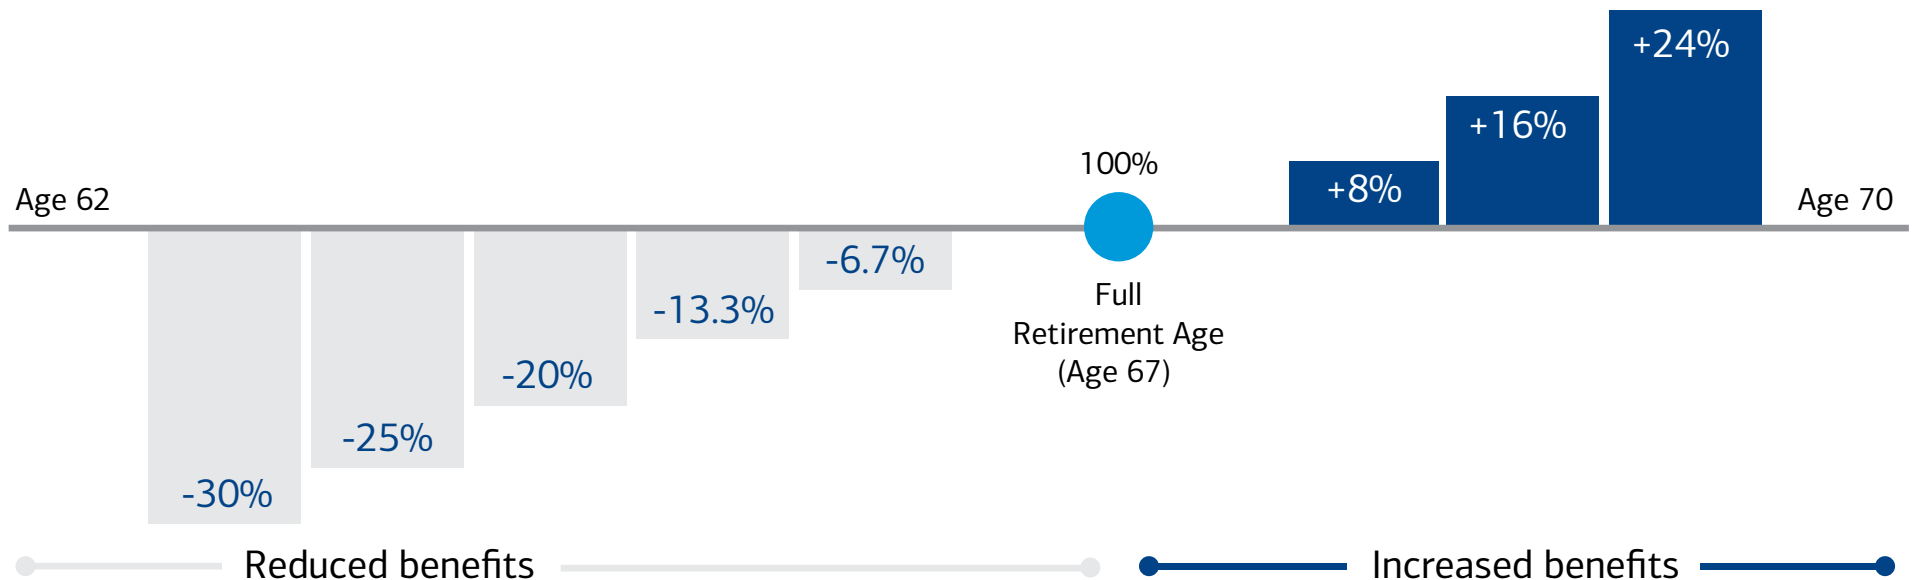 Age 62
-30%
-25%
-20%
-13.3%
-6.7%
100%
Full
Retirement Age
(Age 67)
+8%
+16%
+24%
Age 70
Reduced benefits
Increased benefits